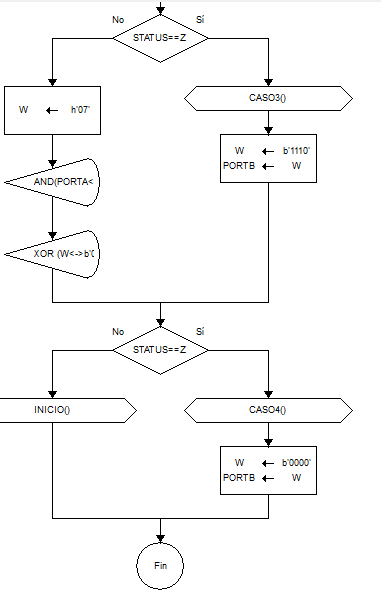 No Sí
STATUS==Z
W ← h'07'
CASO3()
W ← b'1110'
PORTB ← W
AND(PORTA<
XOR (W<->b'
No Sí
STATUS==Z
INICIO()
CASO4()
W ← b'0000'
PORTB ← W
Fin